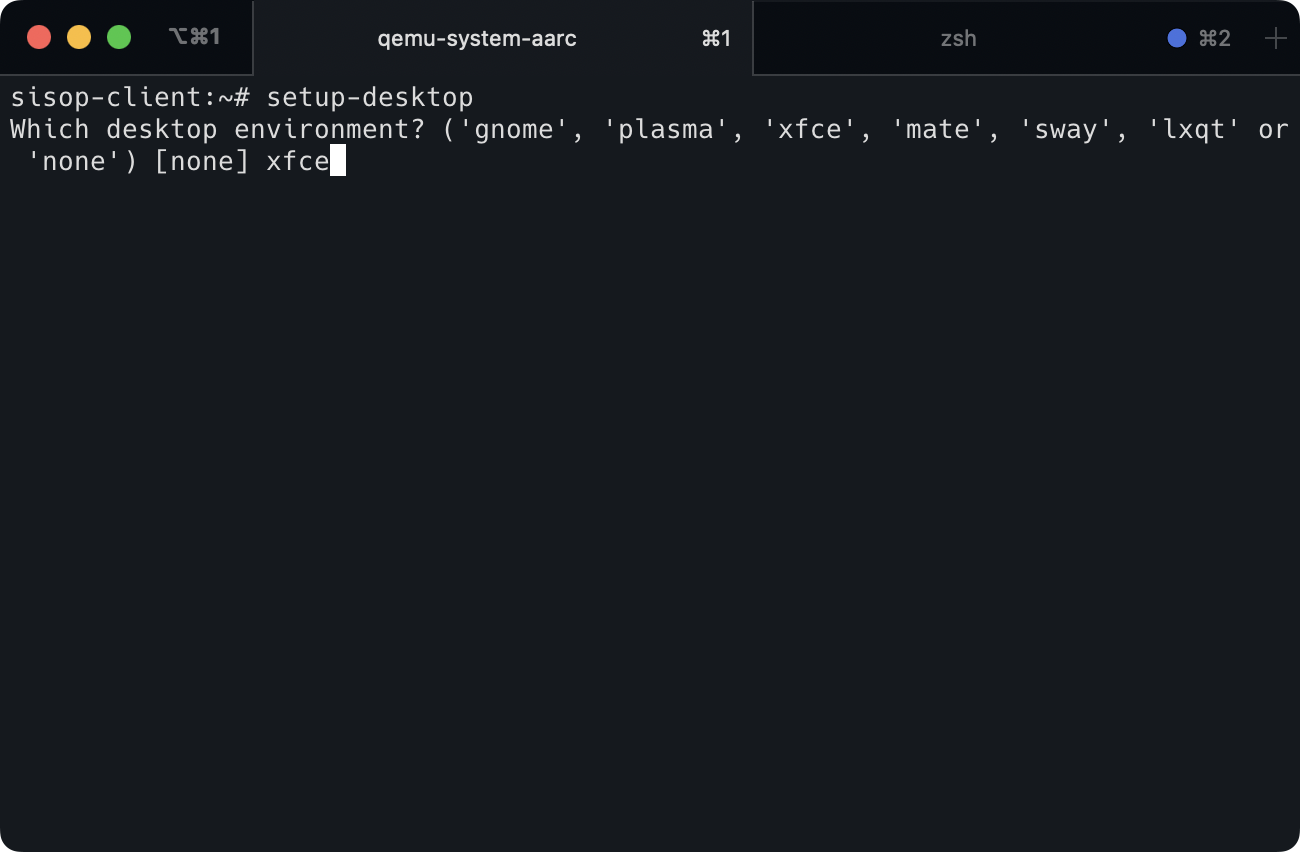 ⌥⌘1 qemu-system-aarc ⌘1 zsh ⌘2
sisop-client:~# setup-desktop
Which desktop environment? ('gnome', 'plasma', 'xfce', 'mate', 'sway', 'lxqt' or
'none') [none] xfce